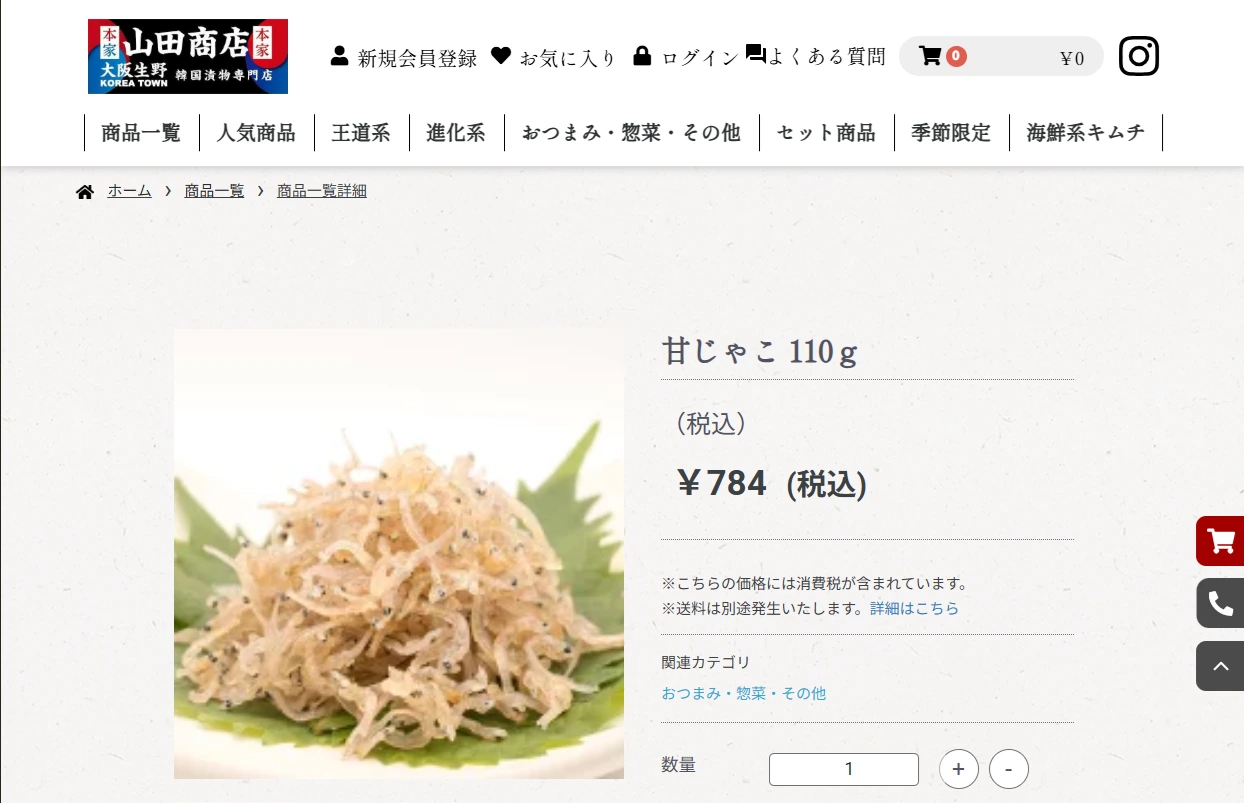 本家 山田商店 本家
大阪生野 韓国漬物専門店
KOREA TOWN
新規会員登録 お気に入り ログイン よくある質問 0 ￥0
商品一覧 人気商品 王道系 進化系 おつまみ・惣菜・その他 セット商品 季節限定 海鮮系キムチ
ホーム › 商品一覧 › 商品一覧詳細
甘じゃこ 110ｇ
（税込）
￥784 (税込)
※こちらの価格には消費税が含まれています。
※送料は別途発生いたします。詳細はこちら
関連カテゴリ
おつまみ・惣菜・その他
数量 1 + -